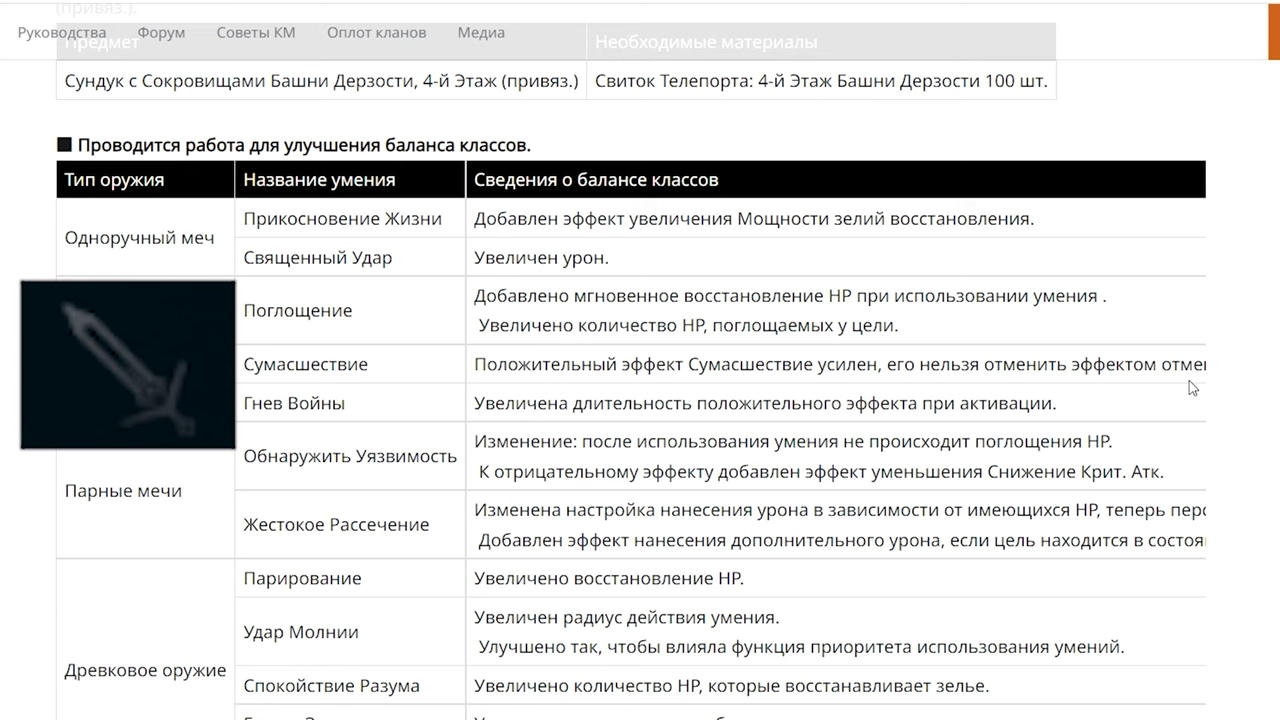 (привяз.).
Руководства Форум Советы КМ Оплот кланов Медиа
Предмет Необходимые материалы
Сундук с Сокровищами Башни Дерзости, 4-й Этаж (привяз.) Свиток Телепорта: 4-й Этаж Башни Дерзости 100 шт.
■ Проводится работа для улучшения баланса классов.
Тип оружия Название умения Сведения о балансе классов
Одноручный меч
Прикосновение Жизни Добавлен эффект увеличения Мощности зелий восстановления.
Священный Удар Увеличен урон.
Поглощение
Добавлено мгновенное восстановление HP при использовании умения .
Увеличено количество HP, поглощаемых у цели.
Сумасшествие Положительный эффект Сумасшествие усилен, его нельзя отменить эффектом
Гнев Войны Увеличена длительность положительного эффекта при активации.
Парные мечи
Обнаружить Уязвимость
Изменение: после использования умения не происходит поглощения HP.
К отрицательному эффекту добавлен эффект уменьшения Снижение Крит. Атк.
Жестокое Рассечение
Изменена настройка нанесения урона в зависимости от имеющихся HP, теперь
Добавлен эффект нанесения дополнительного урона, если цель находится в
Древковое оружие
Парирование Увеличено восстановление HP.
Удар Молнии
Увеличен радиус действия умения.
Улучшено так, чтобы влияла функция приоритета использования умений.
Спокойствие Разума Увеличено количество HP, которые восстанавливает зелье.